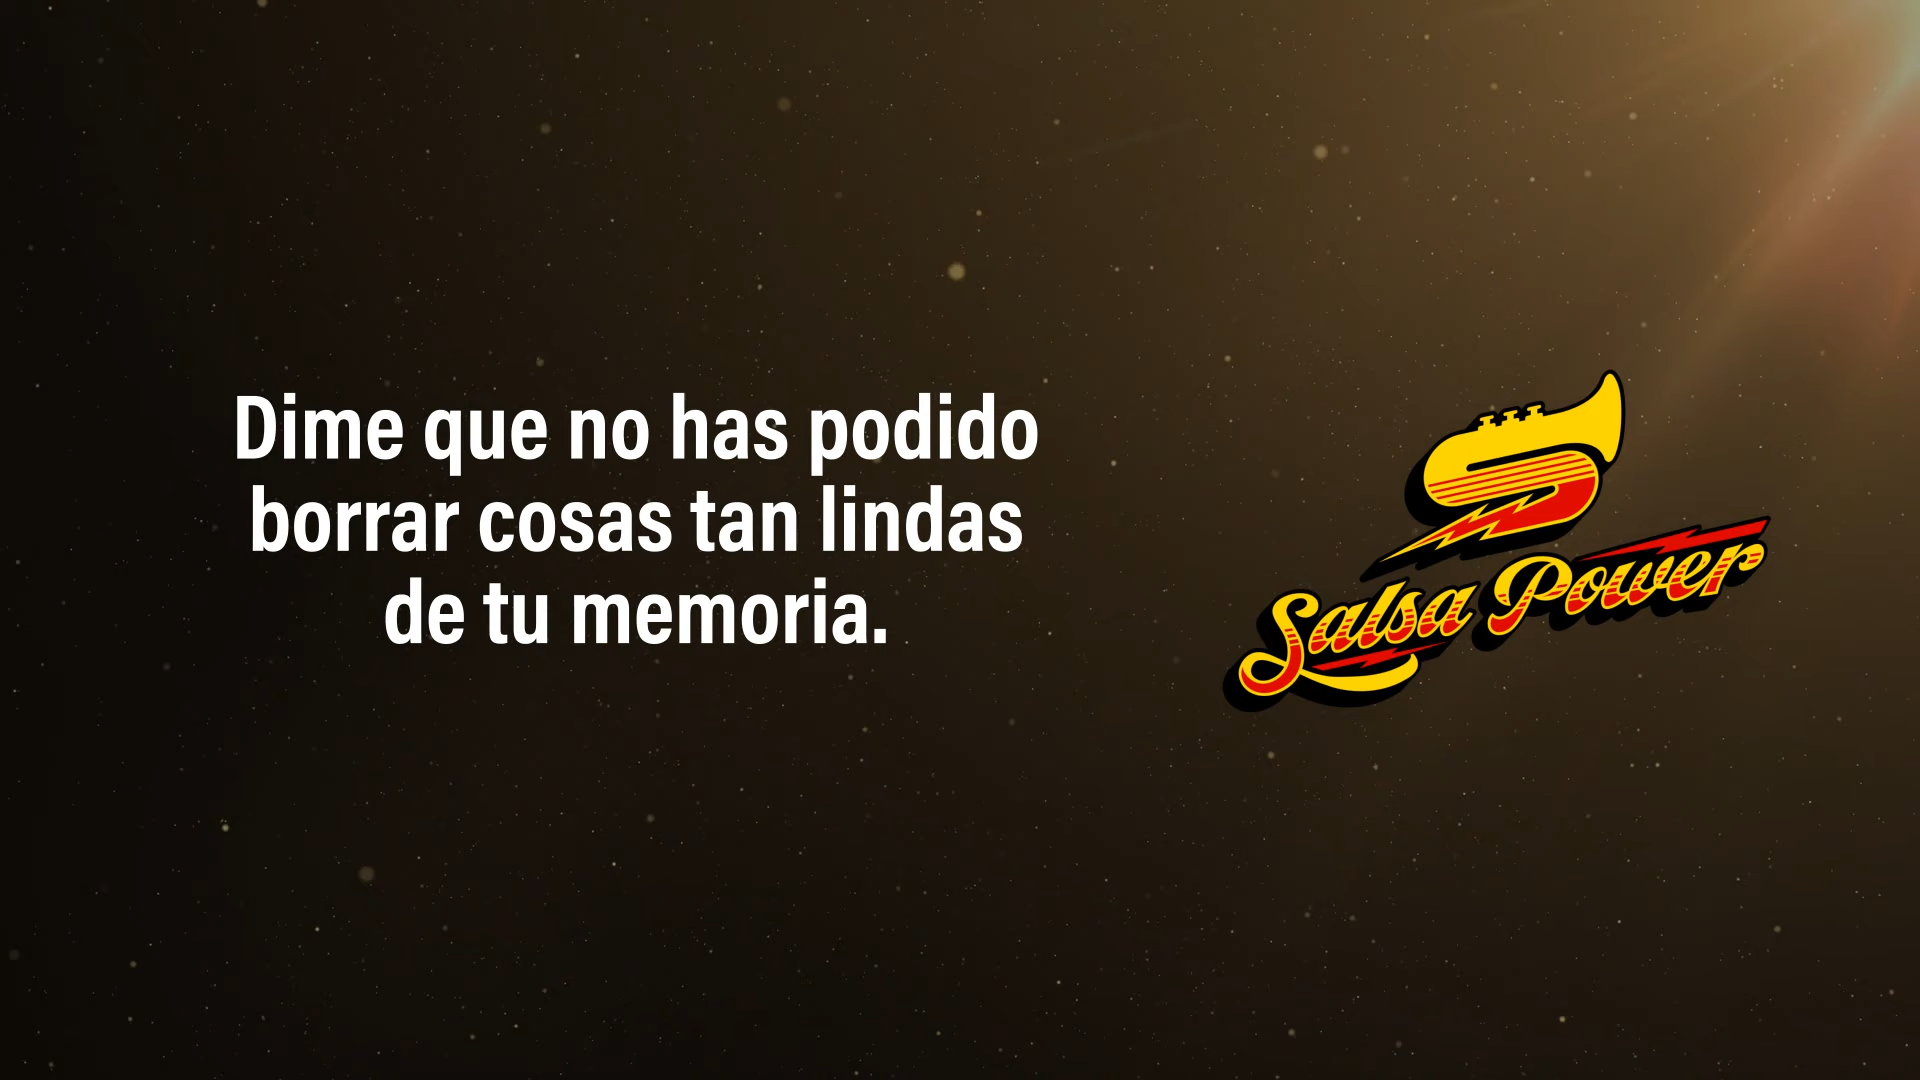 Dime que no has podido
borrar cosas tan lindas
de tu memoria.
Salsa Power